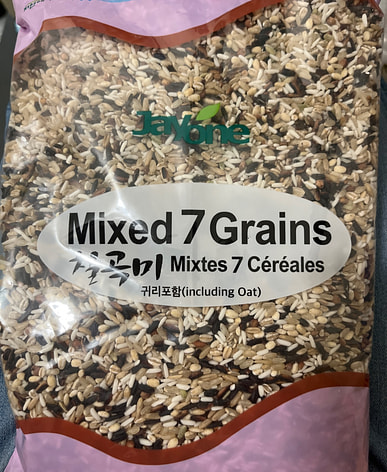 Jayone
Mixed 7 Grains
칠곡미 Mixtes 7 Céréales
귀리포함(including Oat)